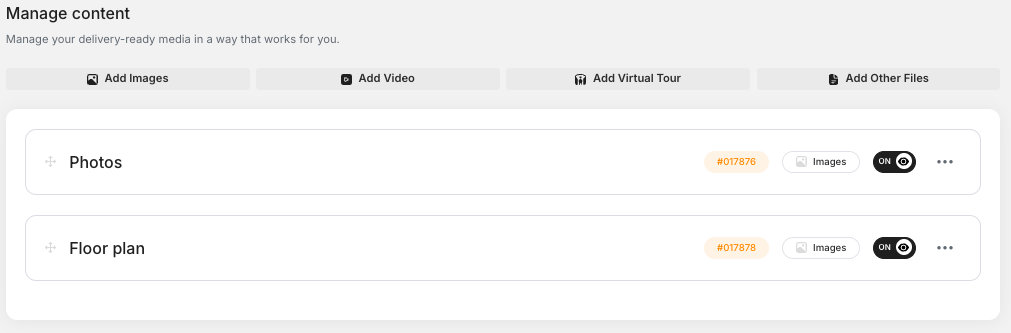 Manage content
Manage your delivery-ready media in a way that works for you.
Add Images
Add Video
Add Virtual Tour
Add Other Files
Photos
#017876
Images
ON
Floor plan
#017878
Images
ON